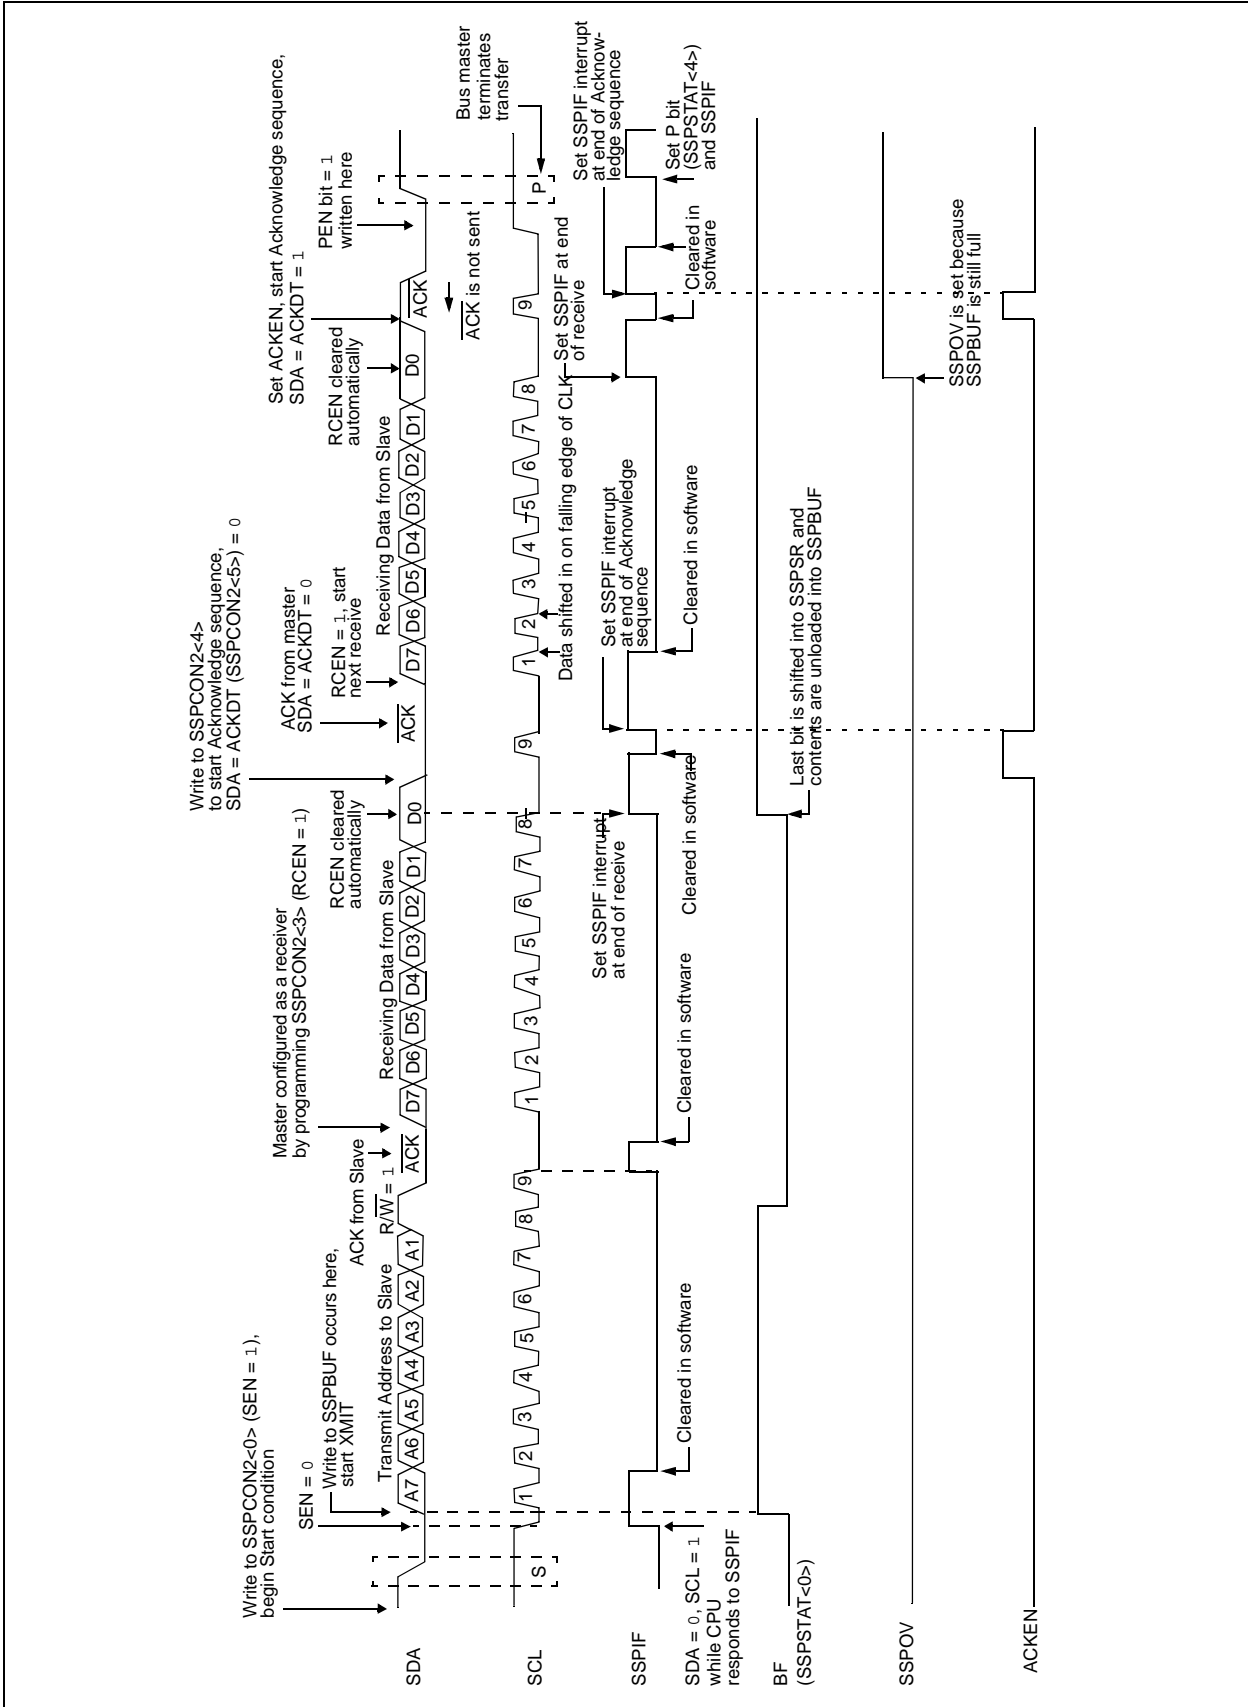 Write to SSPCON2<0> (SEN = 1),
begin Start condition
SEN = 0
Write to SSPBUF occurs here,
start XMIT
Transmit Address to Slave
ACK from Slave
R/W = 1
Master configured as a receiver
by programming SSPCON2<3> (RCEN = 1)
Receiving Data from Slave
RCEN cleared
automatically
Write to SSPCON2<4>
to start Acknowledge sequence,
SDA = ACKDT (SSPCON2<5>) = 0
ACK from master
SDA = ACKDT = 0
RCEN = 1, start
next receive
Receiving Data from Slave
RCEN cleared
automatically
Set ACKEN, start Acknowledge sequence,
SDA = ACKDT = 1
PEN bit = 1
written here
SDA
A7 A6 A5 A4 A3 A2 A1
ACK
D7 D6 D5 D4 D3 D2 D1 D0
ACK
D7 D6 D5 D4 D3 D2 D1 D0
ACK
ACK is not sent
Bus master
terminates
transfer
SCL
S
1 2 3 4 5 6 7 8 9
1 2 3 4 5 6 7 8 9
1 2 3 4 5 6 7 8 9
P
Data shifted in on falling edge of CLK
Set SSPIF interrupt
at end of receive
Set SSPIF interrupt
at end of Acknowledge
sequence
Set SSPIF at end
of receive
Set SSPIF interrupt
at end of Acknow-
ledge sequence
SSPIF
SDA = 0, SCL = 1
while CPU
responds to SSPIF
Cleared in software
Cleared in software
Cleared in software
Cleared in software
Cleared in
software
Set P bit
(SSPSTAT<4>)
and SSPIF
BF
(SSPSTAT<0>)
Last bit is shifted into SSPSR and
contents are unloaded into SSPBUF
SSPOV
SSPOV is set because
SSPBUF is still full
ACKEN